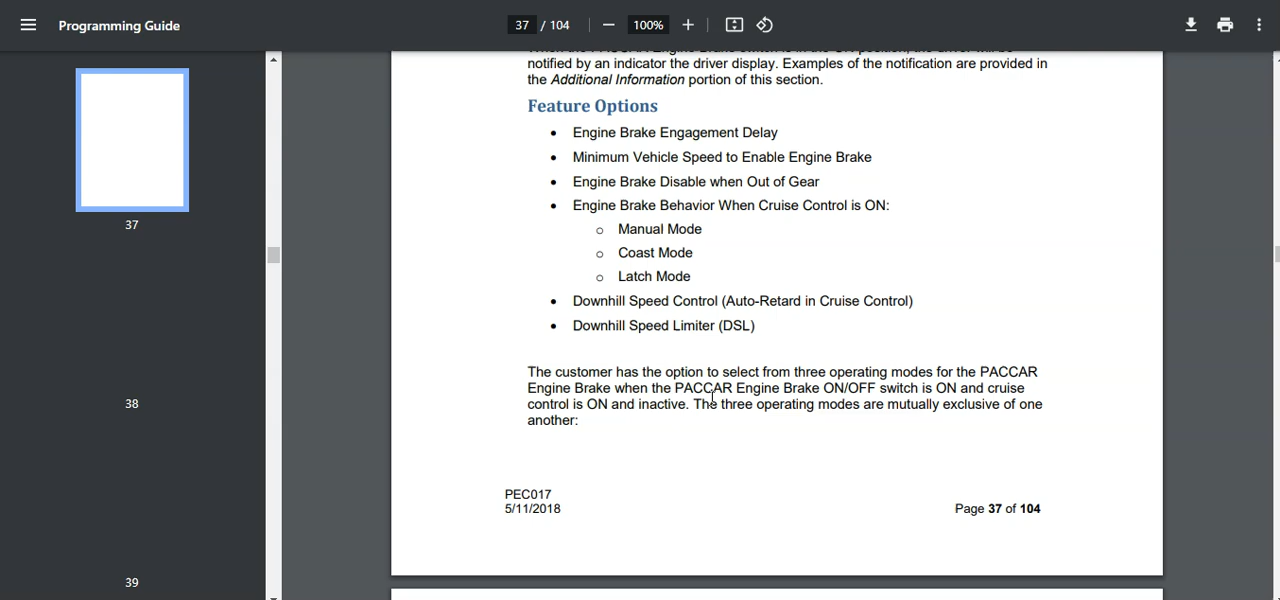 Programming Guide
37 / 104
100%
notified by an indicator the driver display. Examples of the notification are provided in
the Additional Information portion of this section.
Feature Options
• Engine Brake Engagement Delay
• Minimum Vehicle Speed to Enable Engine Brake
• Engine Brake Disable when Out of Gear
• Engine Brake Behavior When Cruise Control is ON:
o Manual Mode
o Coast Mode
o Latch Mode
• Downhill Speed Control (Auto-Retard in Cruise Control)
• Downhill Speed Limiter (DSL)
The customer has the option to select from three operating modes for the PACCAR
Engine Brake when the PACCAR Engine Brake ON/OFF switch is ON and cruise
control is ON and inactive. The three operating modes are mutually exclusive of one
another:
PEC017
5/11/2018
Page 37 of 104
37
38
39